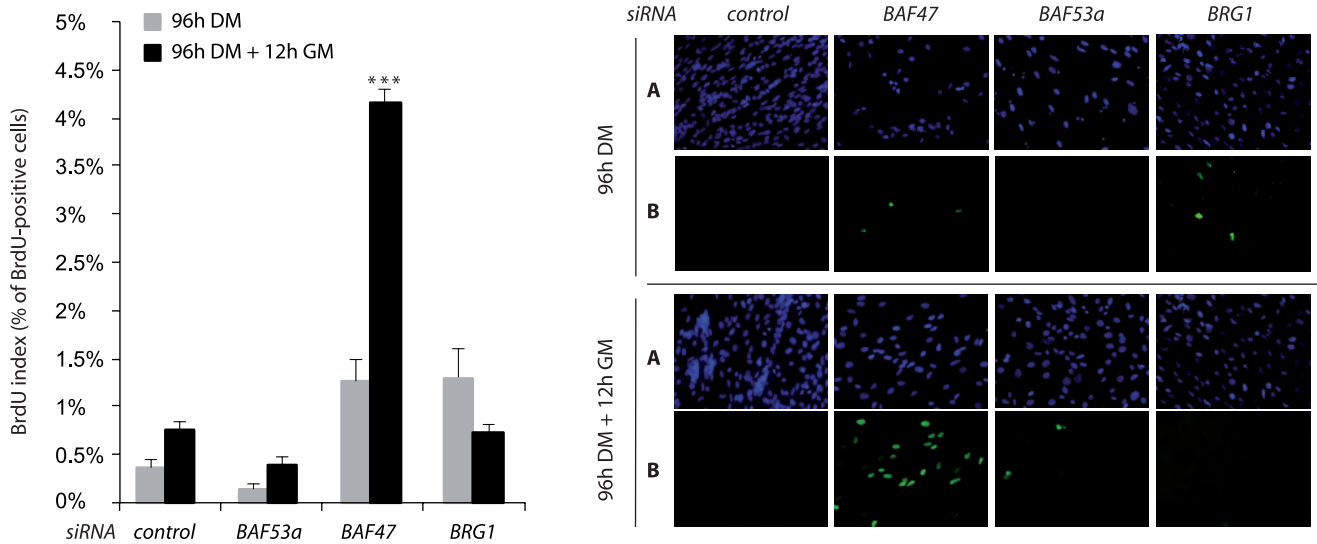 BrdU index (% of BrdU-positive cells)
5%
4.5%
4%
3.5%
3%
2.5%
2%
1.5%
1%
0.5%
0%
96h DM
96h DM + 12h GM
***
siRNA control BAF53a BAF47 BRG1
siRNA control BAF47 BAF53a BRG1
96h DM
A
B
96h DM + 12h GM
A
B